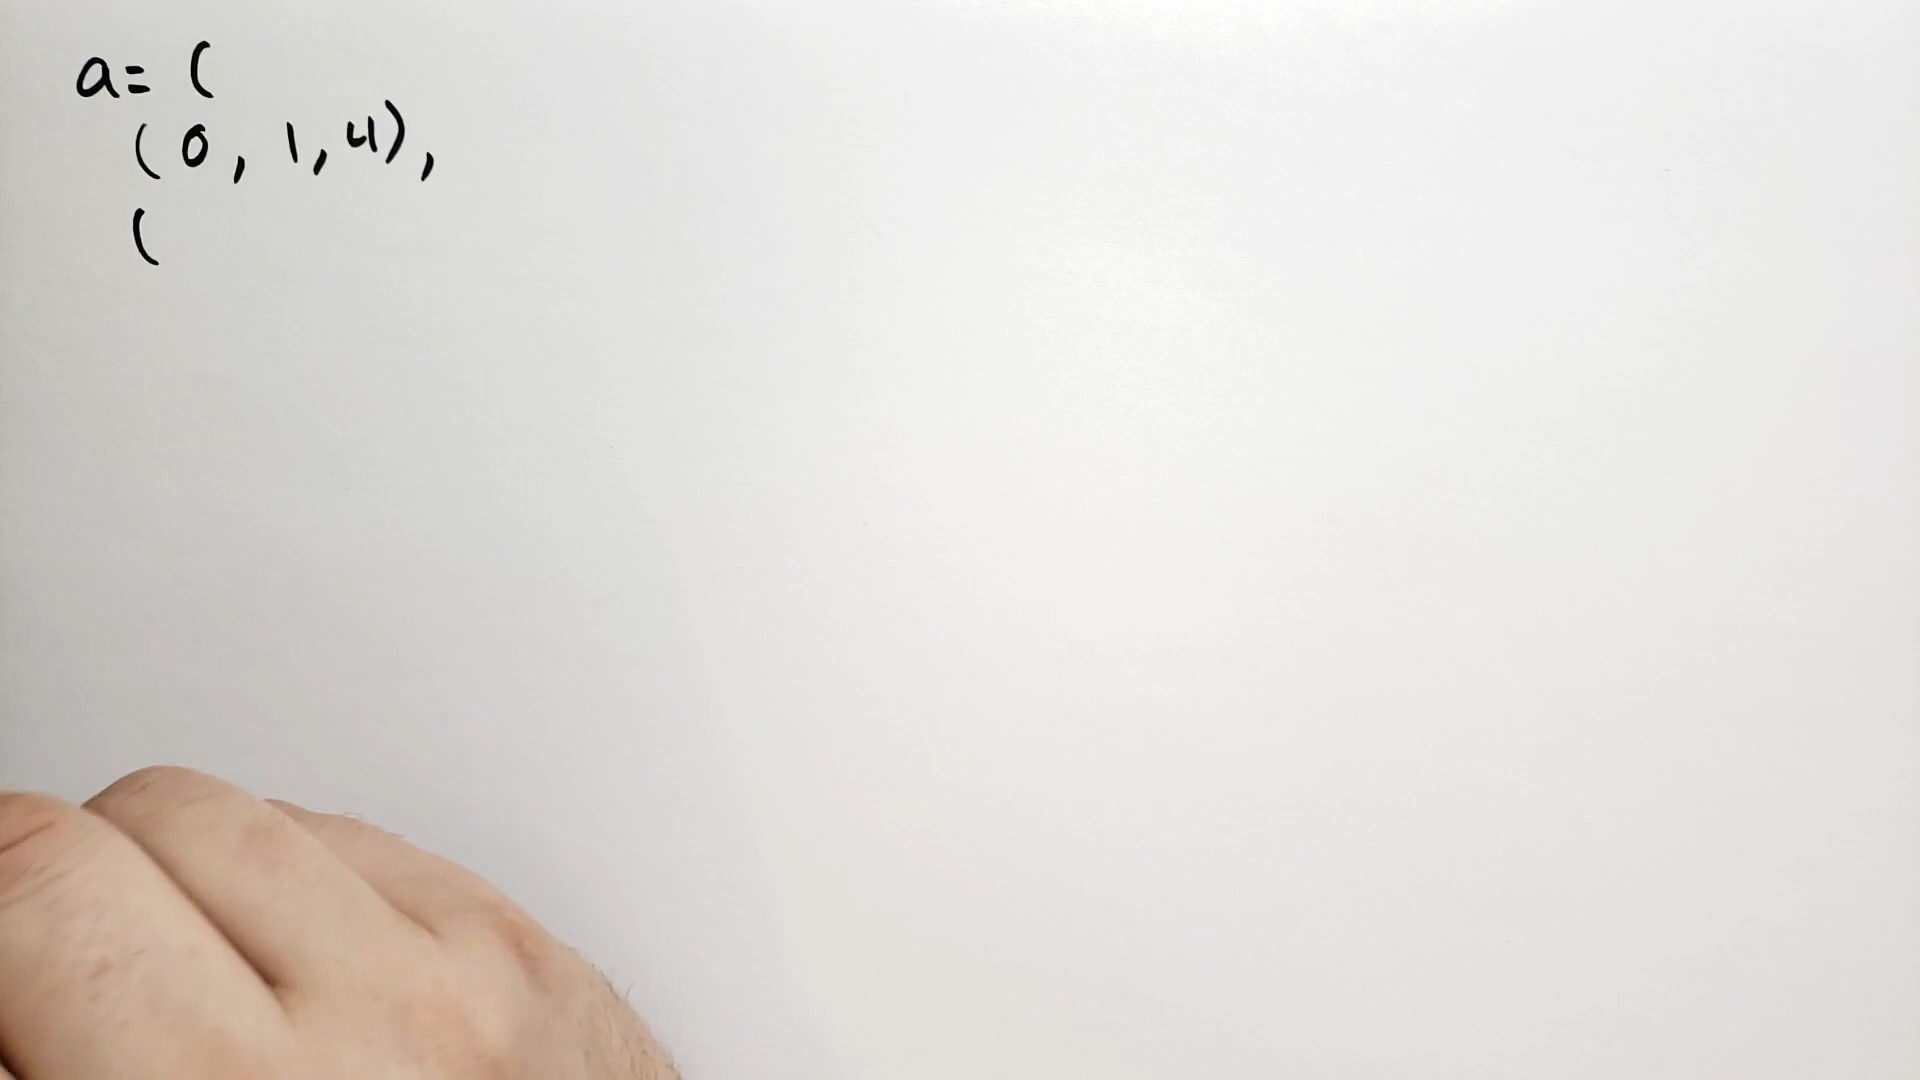 a= (
(0, 1, 4),
(